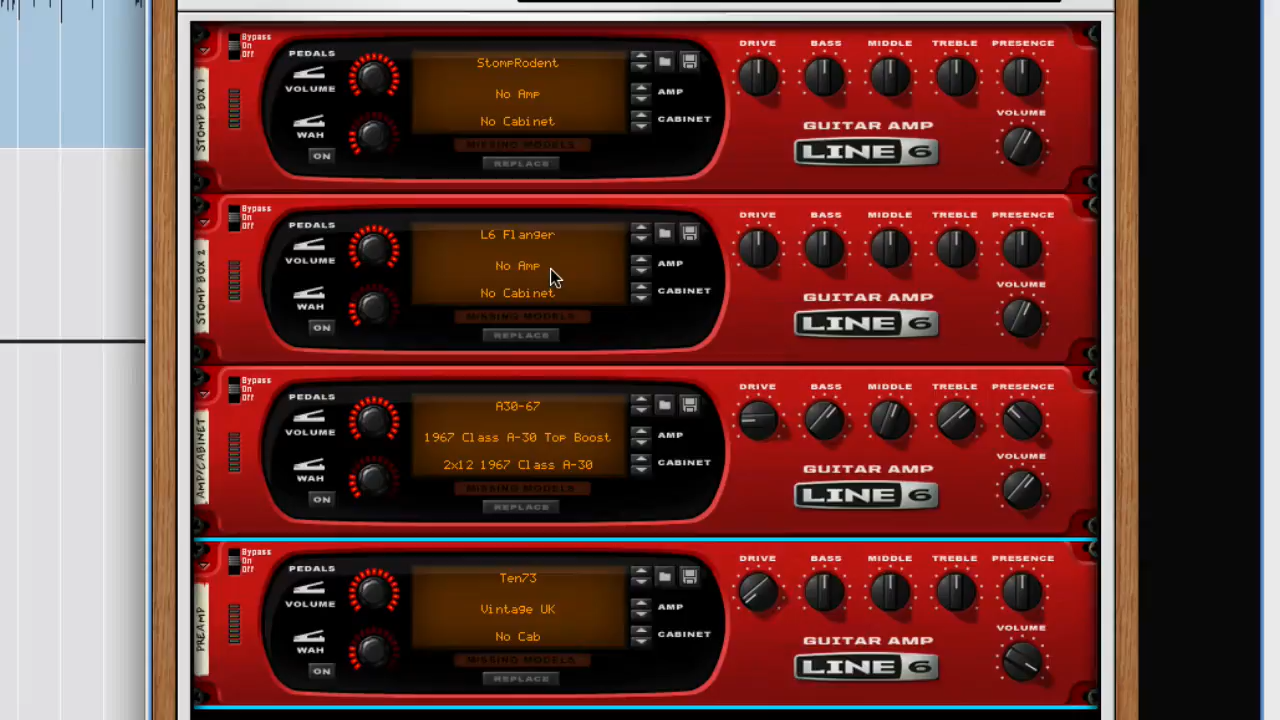 Bypass
On
Off
PEDALS
VOLUME
WAH
ON
STOMP BOX 1
StompRodent
No Amp
No Cabinet
AMP
CABINET
MISSING MODELS
REPLACE
DRIVE BASS MIDDLE TREBLE PRESENCE
VOLUME
GUITAR AMP
LINE 6
Bypass
On
Off
PEDALS
VOLUME
WAH
ON
STOMP BOX 2
L6 Flanger
No Amp
No Cabinet
AMP
CABINET
MISSING MODELS
REPLACE
DRIVE BASS MIDDLE TREBLE PRESENCE
VOLUME
GUITAR AMP
LINE 6
Bypass
On
Off
PEDALS
VOLUME
WAH
ON
AMP/CABINET
A30-67
1967 Class A-30 Top Boost
2x12 1967 Class A-30
AMP
CABINET
MISSING MODELS
REPLACE
DRIVE BASS MIDDLE TREBLE PRESENCE
VOLUME
GUITAR AMP
LINE 6
Bypass
On
Off
PEDALS
VOLUME
WAH
ON
PREAMP
Ten73
Vintage UK
No Cab
AMP
CABINET
MISSING MODELS
REPLACE
DRIVE BASS MIDDLE TREBLE PRESENCE
VOLUME
GUITAR AMP
LINE 6